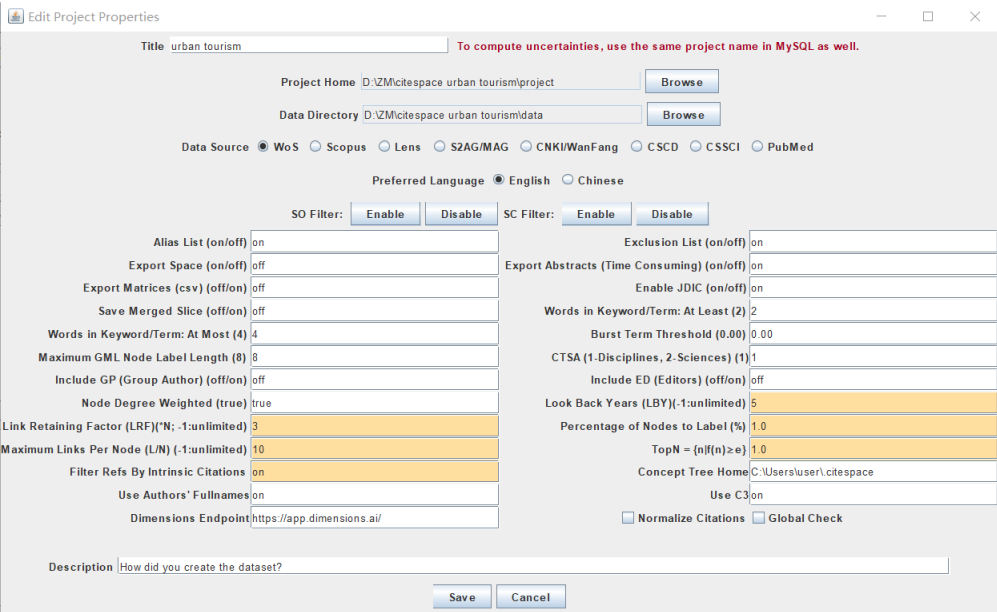 Edit Project Properties
Title urban tourism To compute uncertainties, use the same project name in MySQL as well.
Project Home D:\ZM\citespace urban tourism\project Browse
Data Directory D:\ZM\citespace urban tourism\data Browse
Data Source WoS Scopus Lens S2AG/MAG CNKI/WanFang CSCD CSSCI PubMed
Preferred Language English Chinese
SO Filter: Enable Disable SC Filter: Enable Disable
Alias List (on/off) on Exclusion List (on/off) on
Export Space (on/off) off Export Abstracts (Time Consuming) (on/off) on
Export Matrices (csv) (off/on) off Enable JDIC (on/off) on
Save Merged Slice (off/on) off Words in Keyword/Term: At Least (2) 2
Words in Keyword/Term: At Most (4) 4 Burst Term Threshold (0.00) 0.00
Maximum GML Node Label Length (8) 8 CTSA (1-Disciplines, 2-Sciences) (1) 1
Include GP (Group Author) (off/on) off Include ED (Editors) (off/on) off
Node Degree Weighted (true) true Look Back Years (LBY)(-1:unlimited) 5
Link Retaining Factor (LRF)(*N; -1:unlimited) 3 Percentage of Nodes to Label (%) 1.0
Maximum Links Per Node (L/N) (-1:unlimited) 10 TopN = {n|f(n)≥e} 1.0
Filter Refs By Intrinsic Citations on Concept Tree Home C:\Users\user\.citespace
Use Authors' Fullnames on Use C3 on
Dimensions Endpoint https://app.dimensions.ai/ Normalize Citations Global Check
Description How did you create the dataset?
Save Cancel